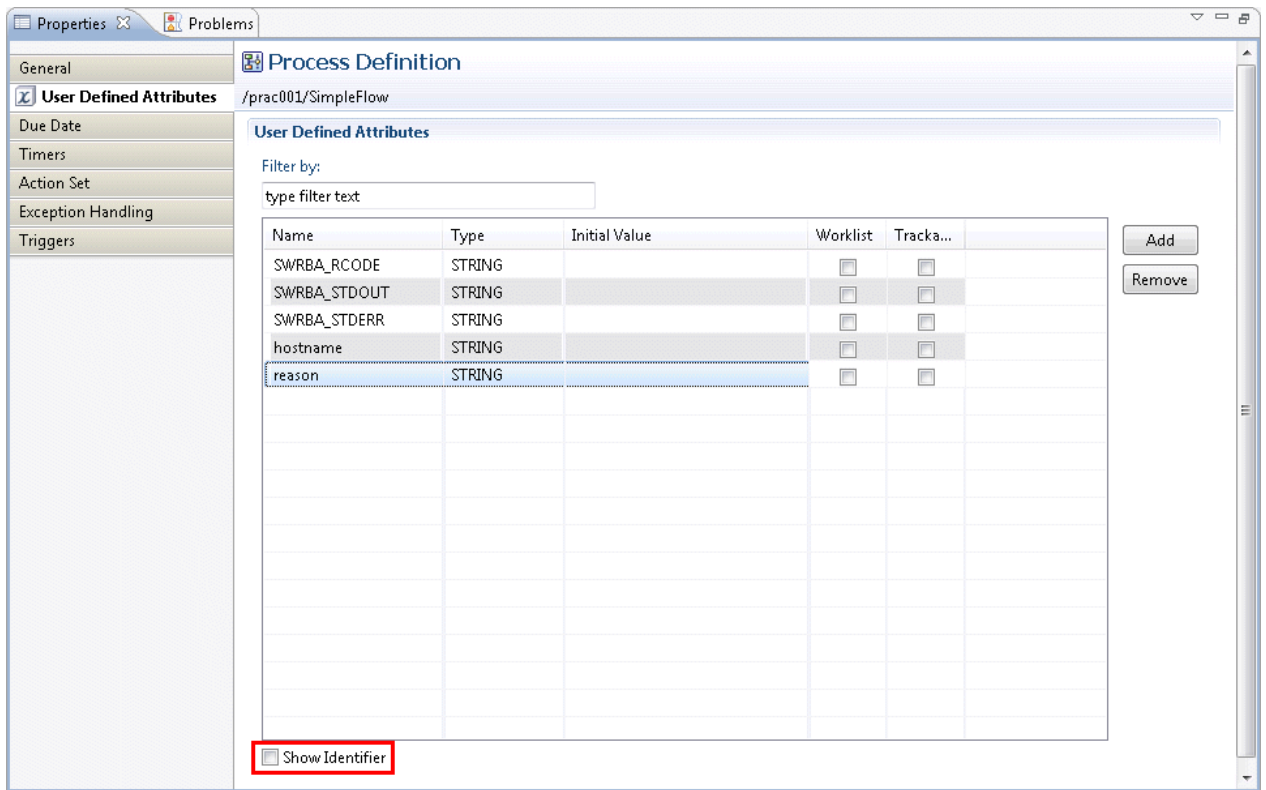 Properties
Problems
General
User Defined Attributes
Due Date
Timers
Action Set
Exception Handling
Triggers
Process Definition
/prac001/SimpleFlow
User Defined Attributes
Filter by:
type filter text
Name Type Initial Value Worklist Tracka...
SWRBA_RCODE STRING
SWRBA_STDOUT STRING
SWRBA_STDERR STRING
hostname STRING
reason STRING
Add
Remove
Show Identifier